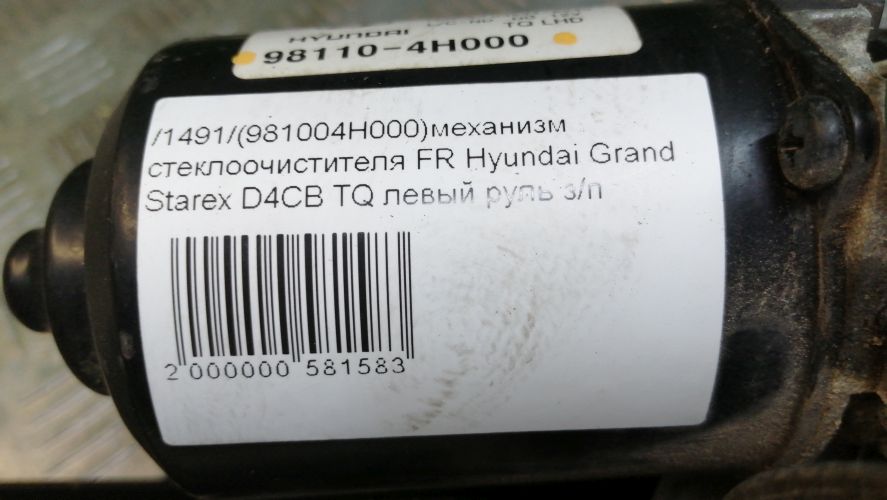 HYUNDAI TQ LHD
98110-4H000
/1491/(981004H000)механизм
стеклоочистителя FR Hyundai Grand
Starex D4CB TQ левый руль з/п
2 000000 581583